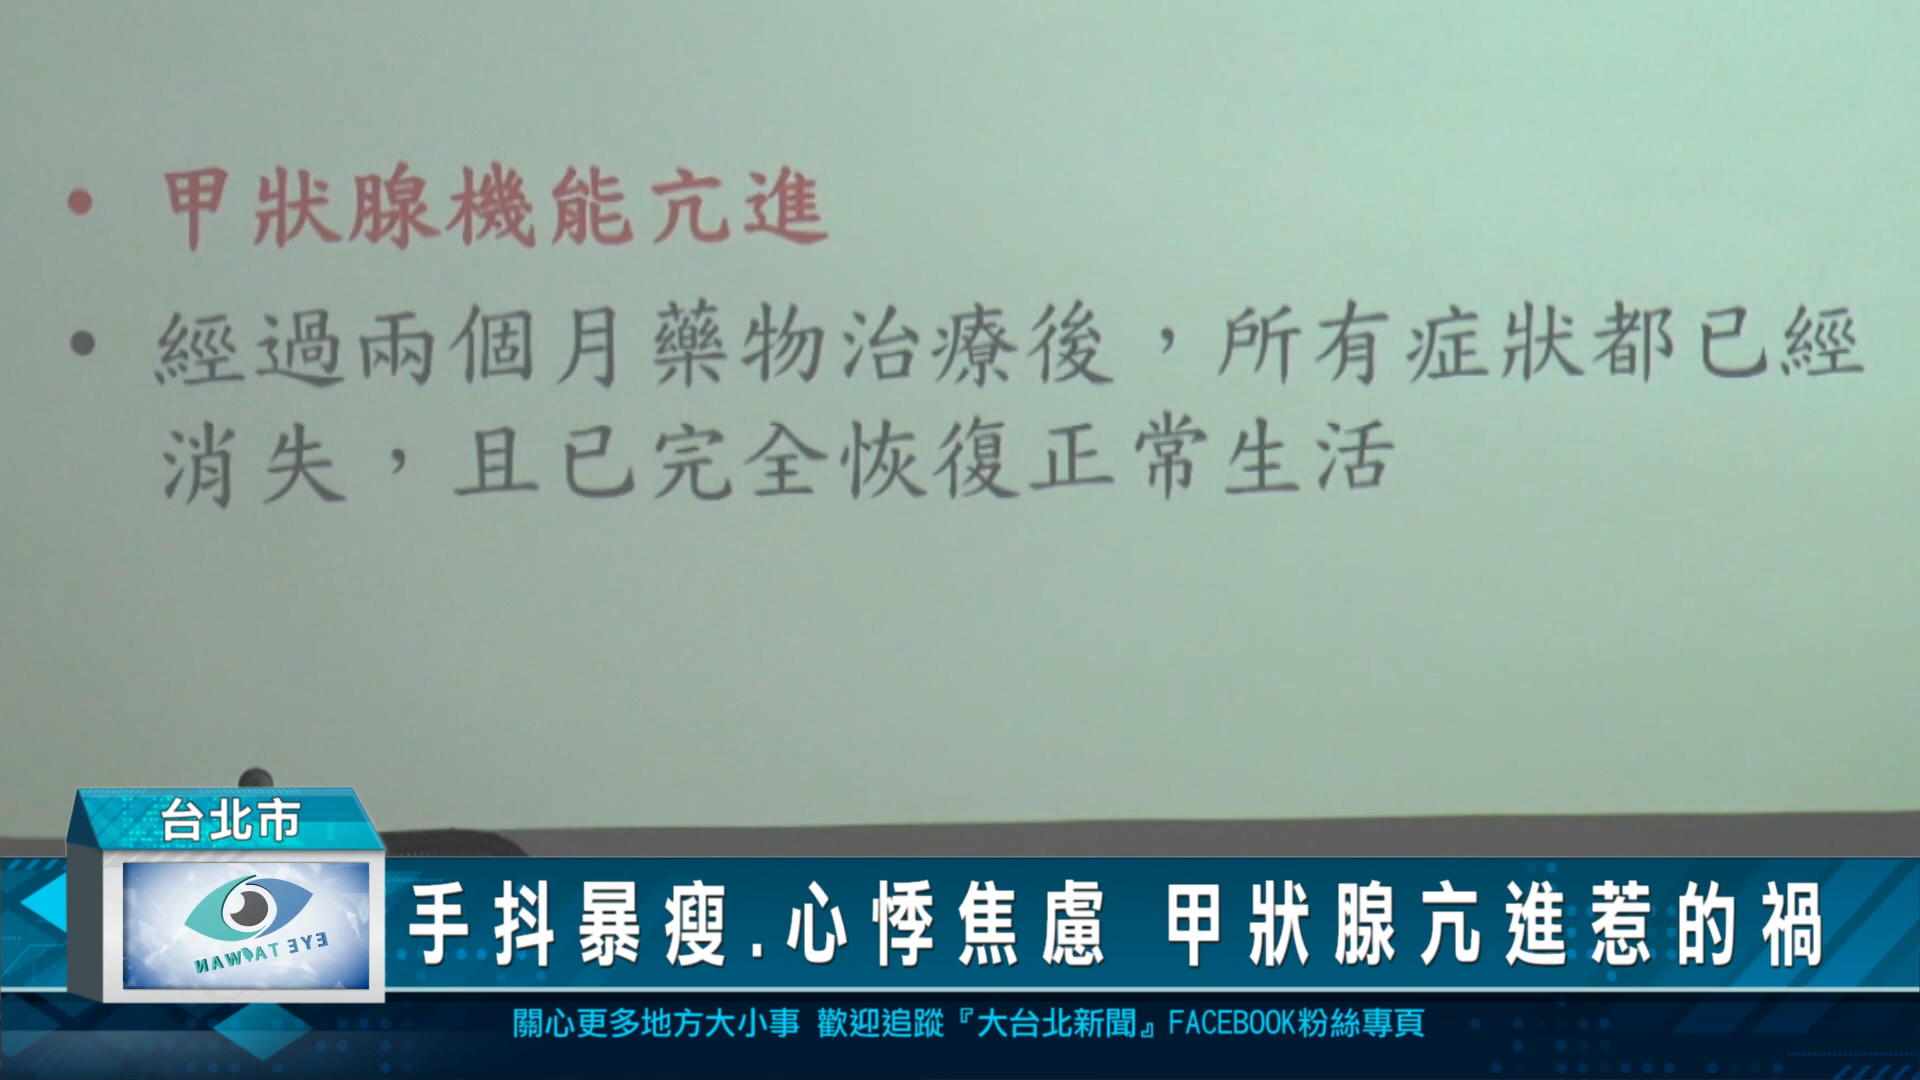 • 甲狀腺機能亢進
• 經過兩個月藥物治療後，所有症狀都已經
消失，且已完全恢復正常生活
台北市
EYE TAIWAN
手抖暴瘦.心悸焦慮 甲狀腺亢進惹的禍
關心更多地方大小事 歡迎追蹤『大台北新聞』FACEBOOK粉絲專頁